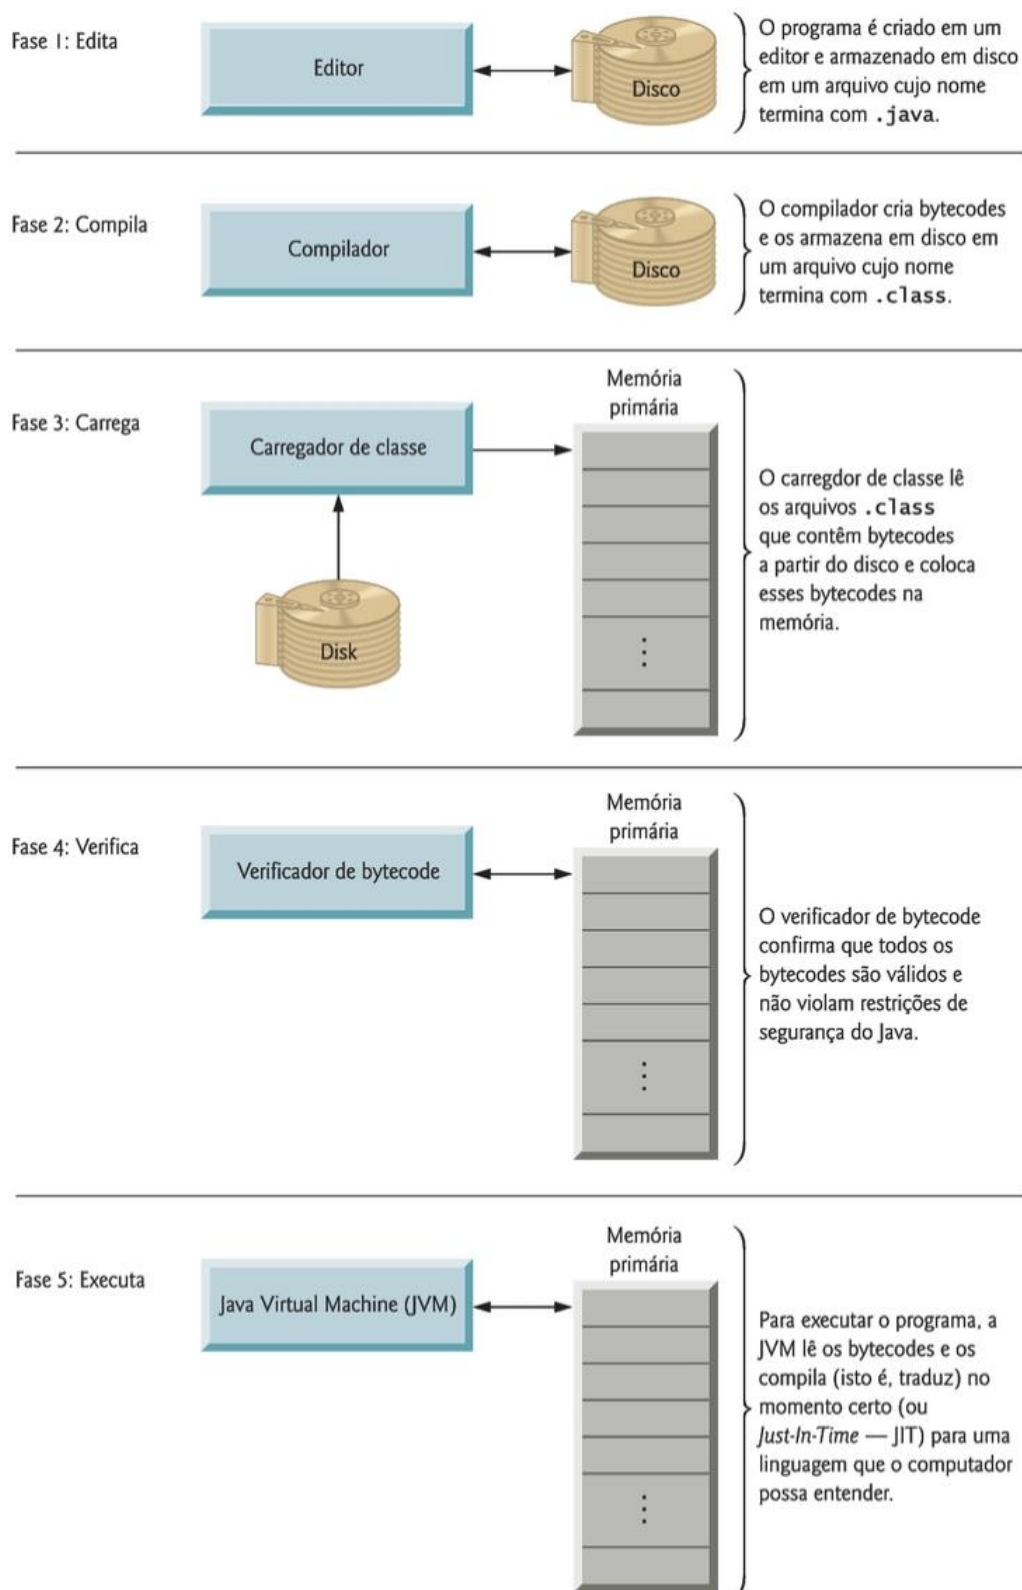 Fase 1: Edita
Editor
Disco
O programa é criado em um
editor e armazenado em disco
em um arquivo cujo nome
termina com .java.
Fase 2: Compila
Compilador
Disco
O compilador cria bytecodes
e os armazena em disco em
um arquivo cujo nome
termina com .class.
Fase 3: Carrega
Carregador de classe
Disk
Memória
primária
O carregdor de classe lê
os arquivos .class
que contêm bytecodes
a partir do disco e coloca
esses bytecodes na
memória.
Fase 4: Verifica
Verificador de bytecode
Memória
primária
O verificador de bytecode
confirma que todos os
bytecodes são válidos e
não violam restrições de
segurança do Java.
Fase 5: Executa
Java Virtual Machine (JVM)
Memória
primária
Para executar o programa, a
JVM lê os bytecodes e os
compila (isto é, traduz) no
momento certo (ou
Just-In-Time — JIT) para uma
linguagem que o computador
possa entender.